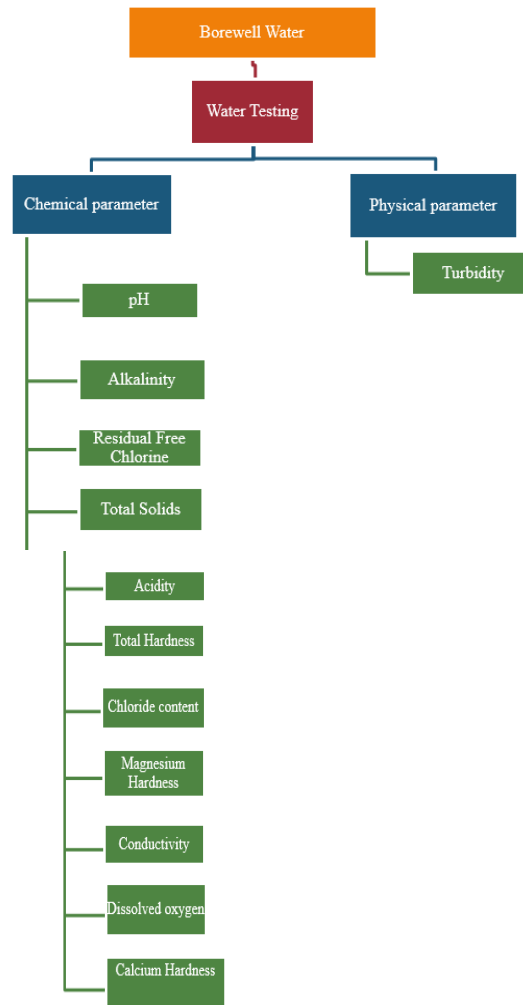 Borewell Water
Water Testing
Chemical parameter
Physical parameter
Turbidity
pH
Alkalinity
Residual Free
Chlorine
Total Solids
Acidity
Total Hardness
Chloride content
Magnesium
Hardness
Conductivity
Dissolved oxygen
Calcium Hardness